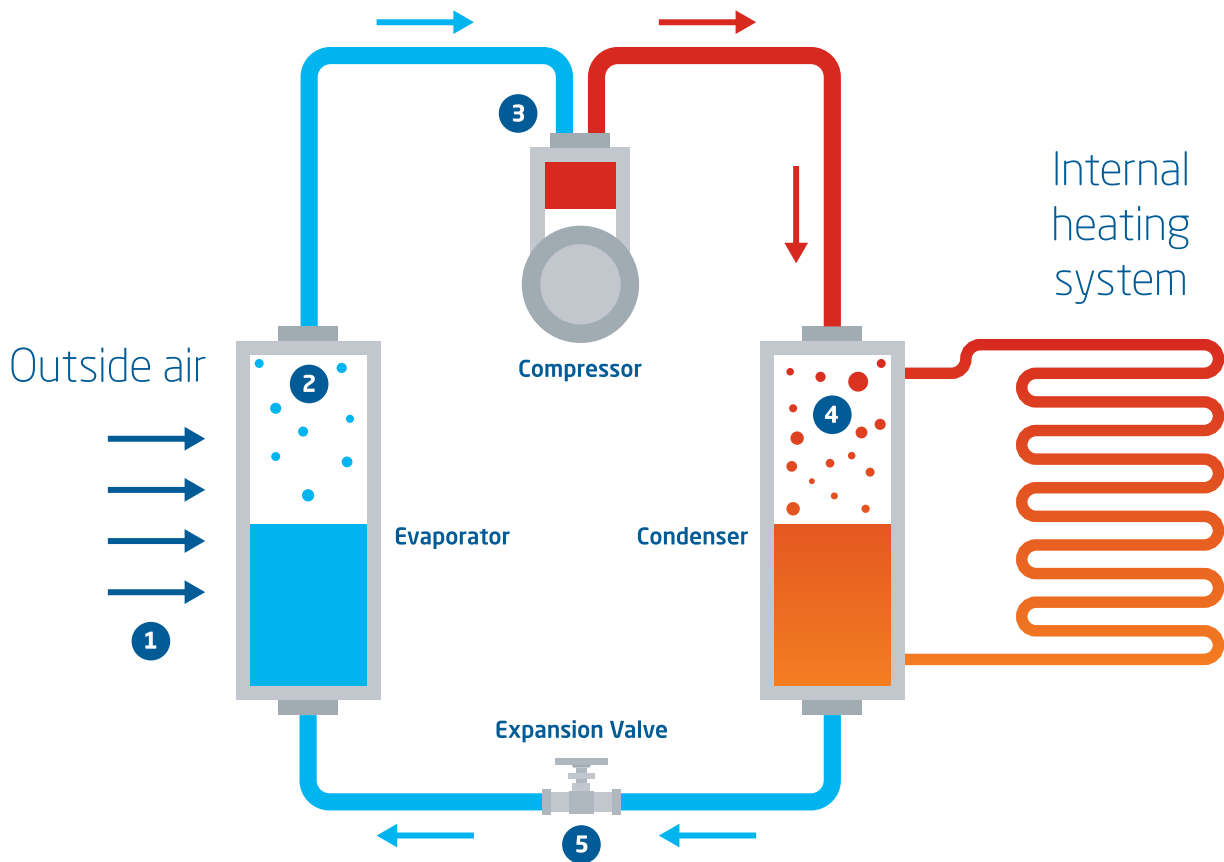 3
Internal
heating
system
Compressor
Outside air
2
4
Evaporator
Condenser
1
Expansion Valve
5